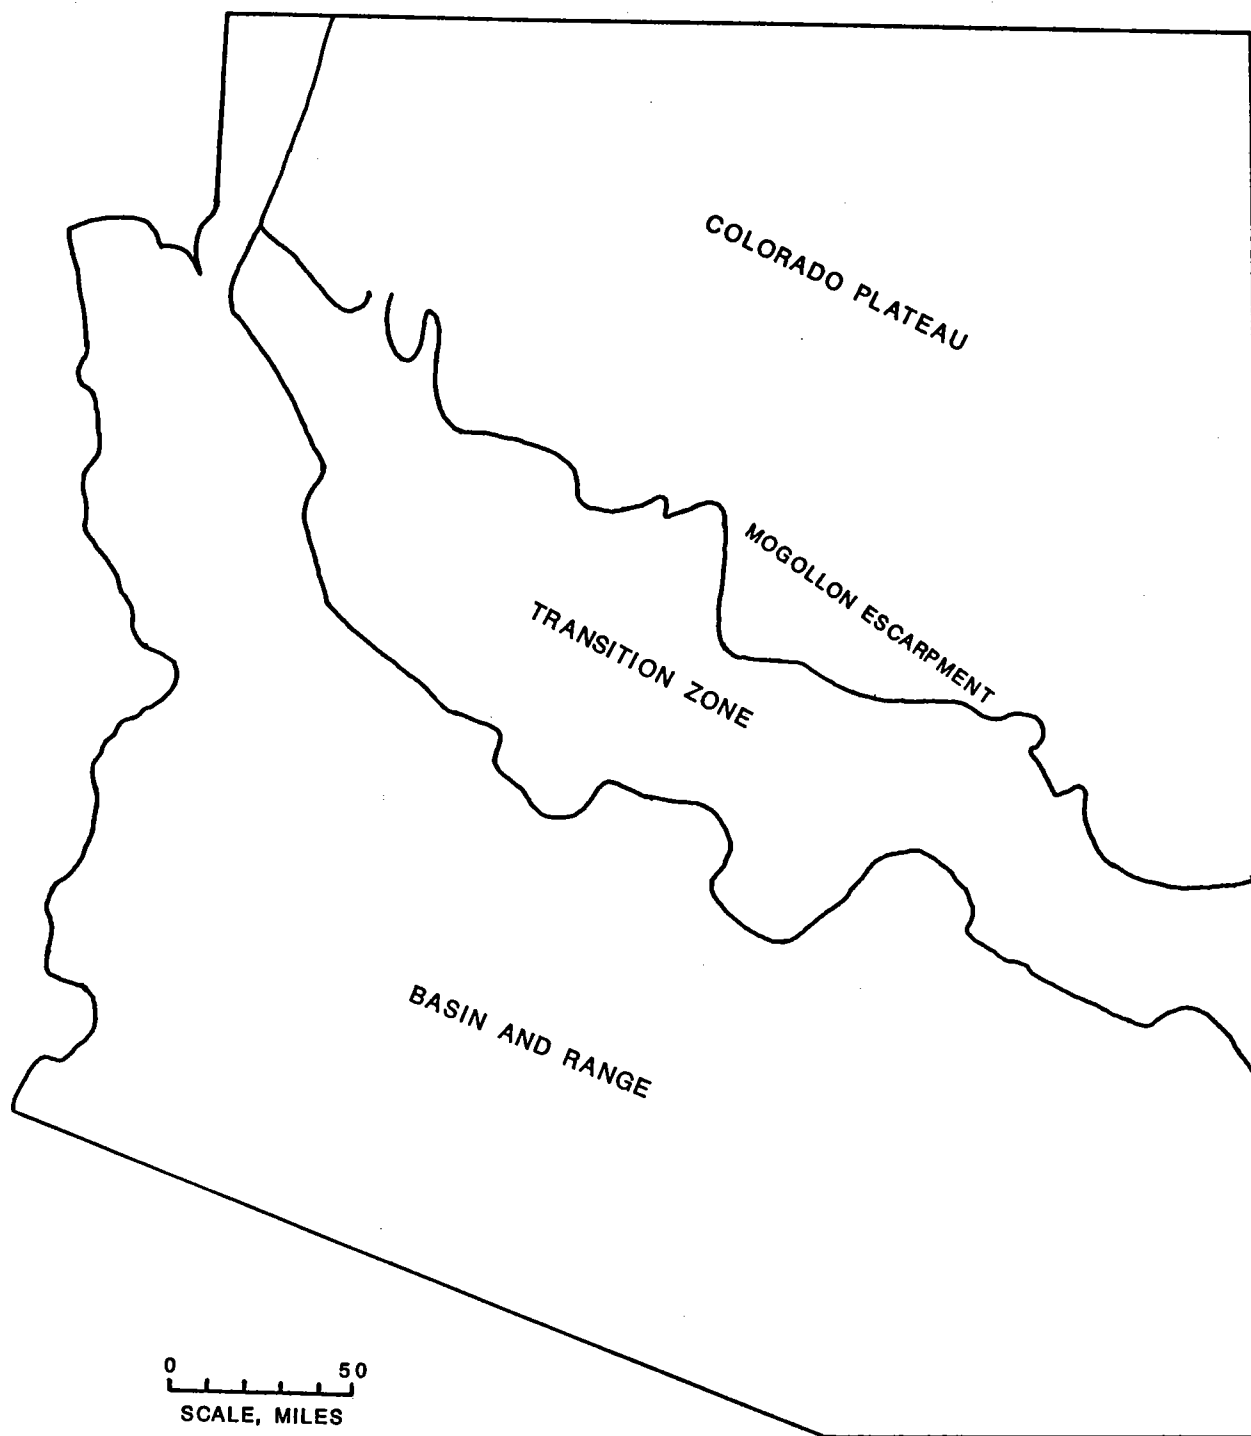 COLORADO PLATEAU
MOGOLLON ESCARPMENT
TRANSITION ZONE
BASIN AND RANGE
0 50
SCALE, MILES